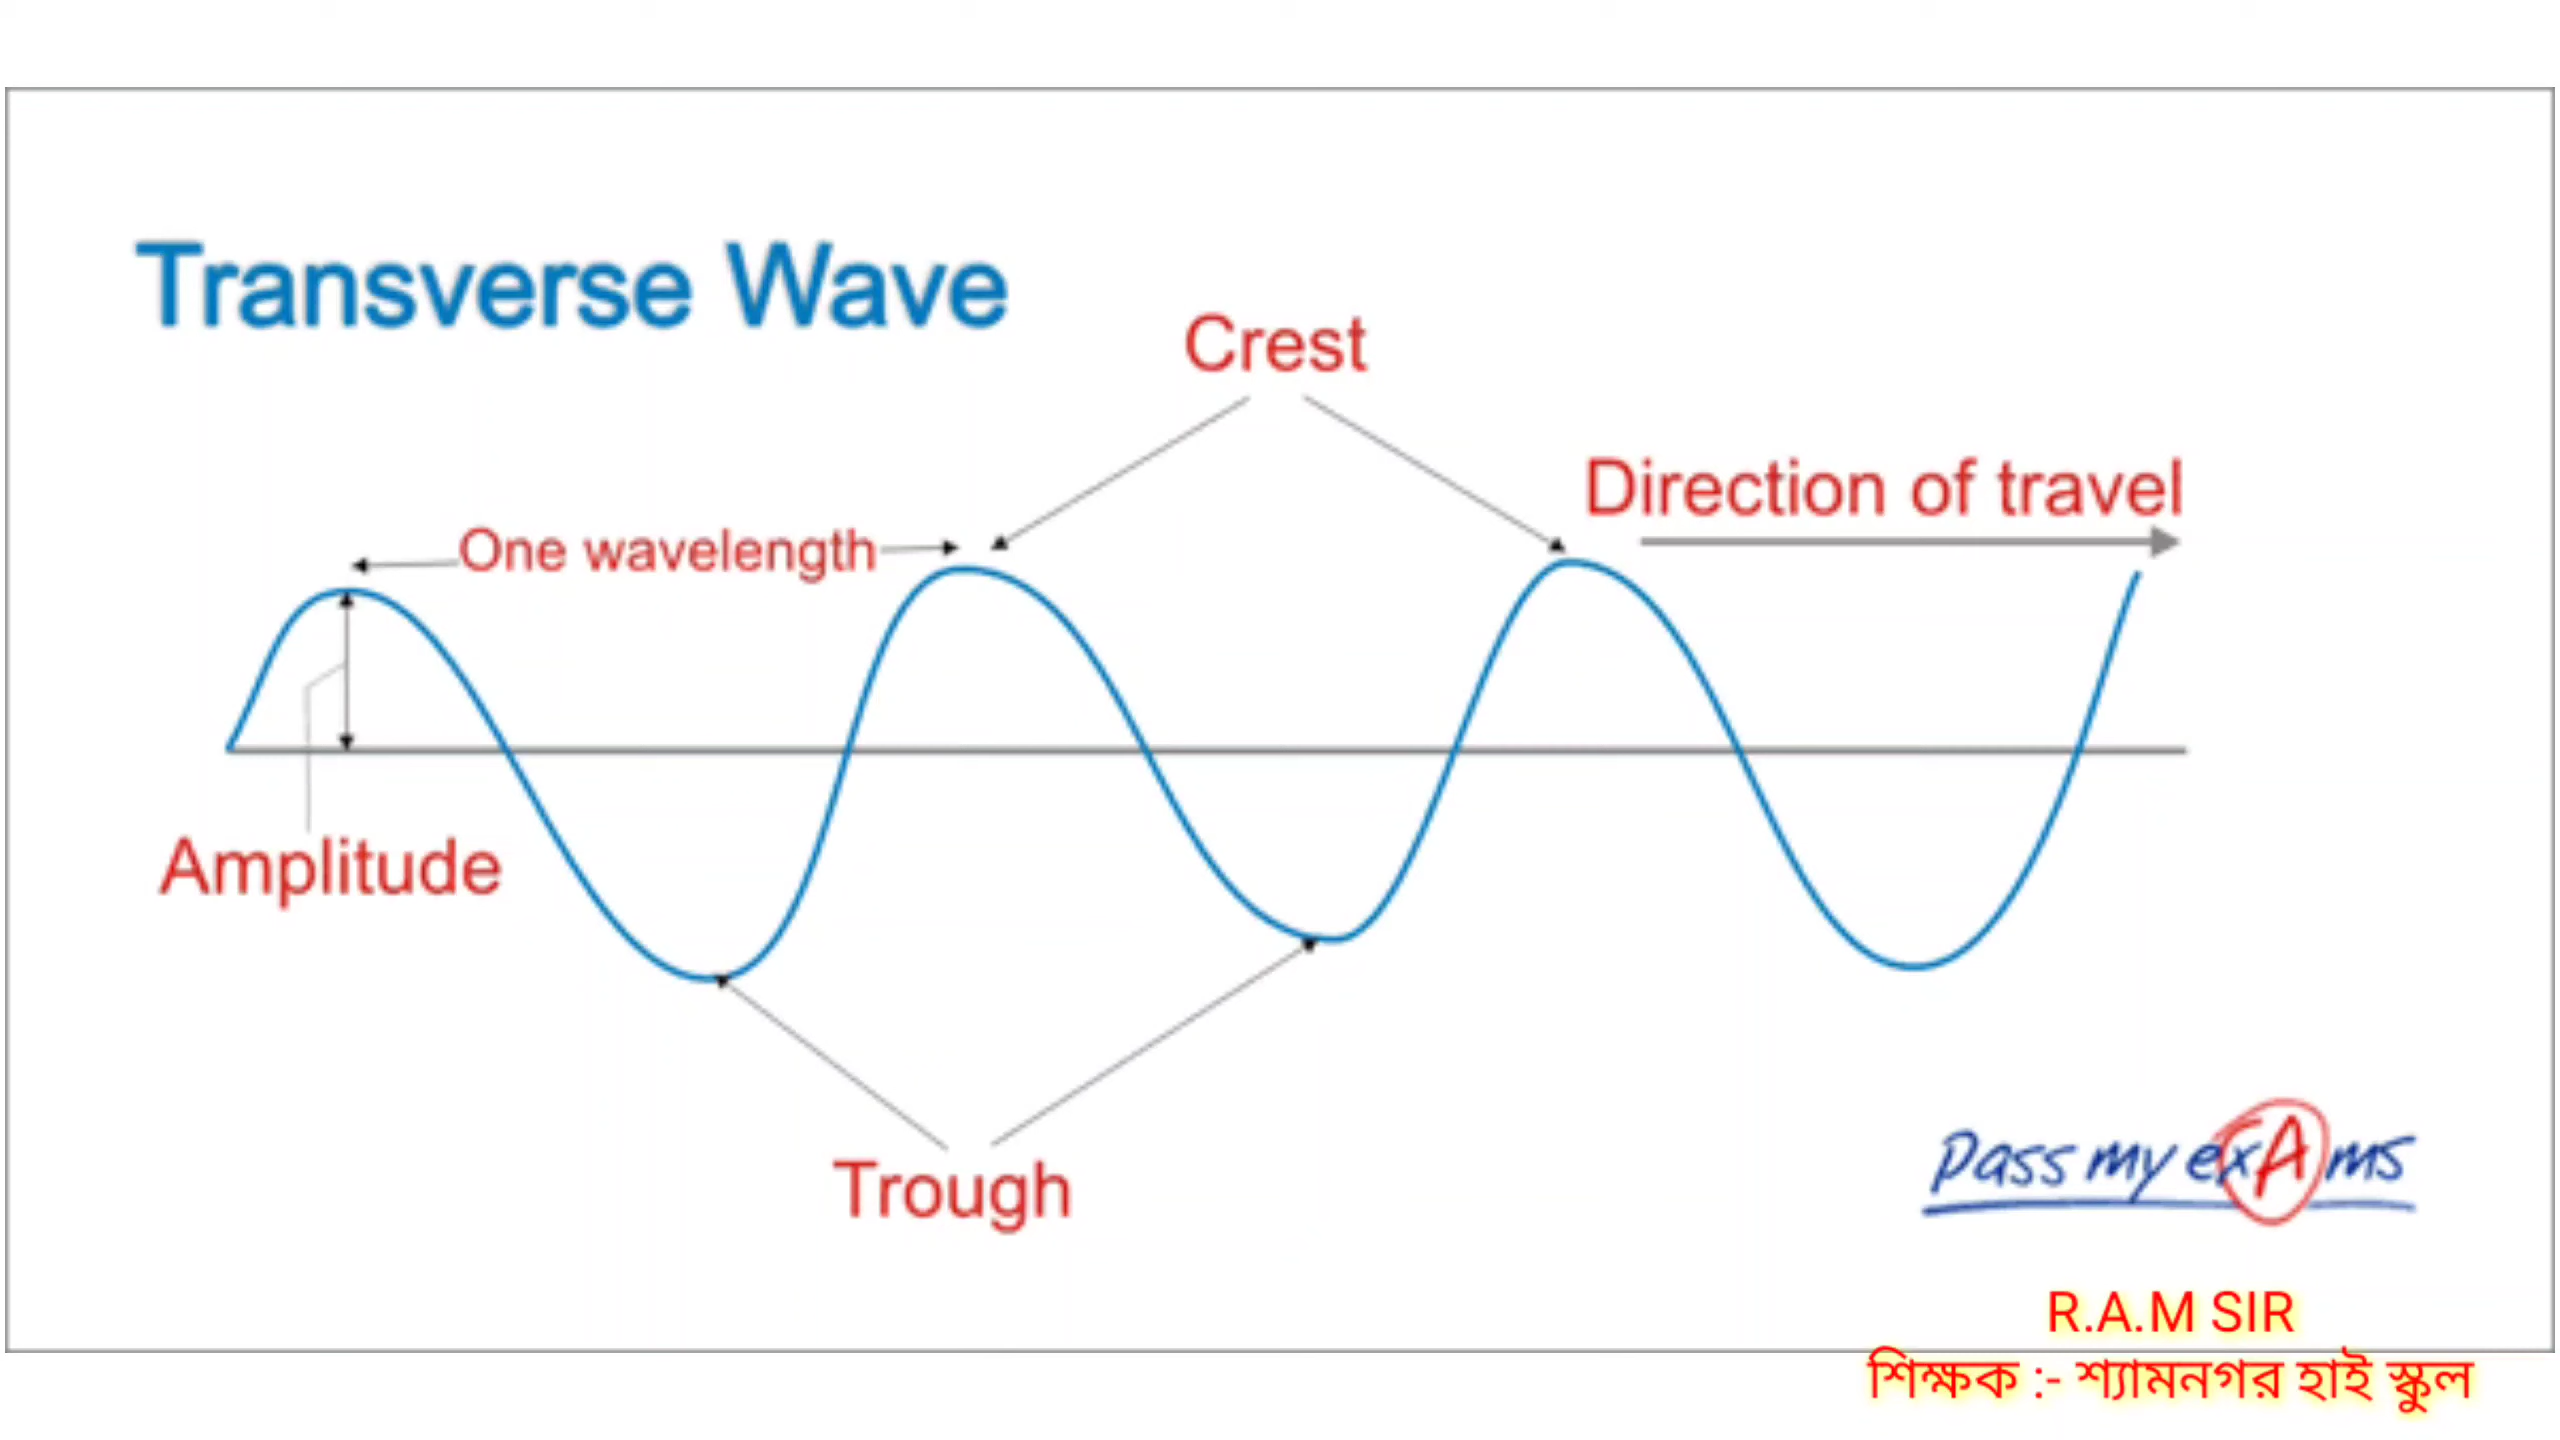 Transverse Wave
Crest
Direction of travel
One wavelength
Amplitude
Trough
pass my exAms
R.A.M SIR
শিক্ষক :- শ্যামনগর হাই স্কুল